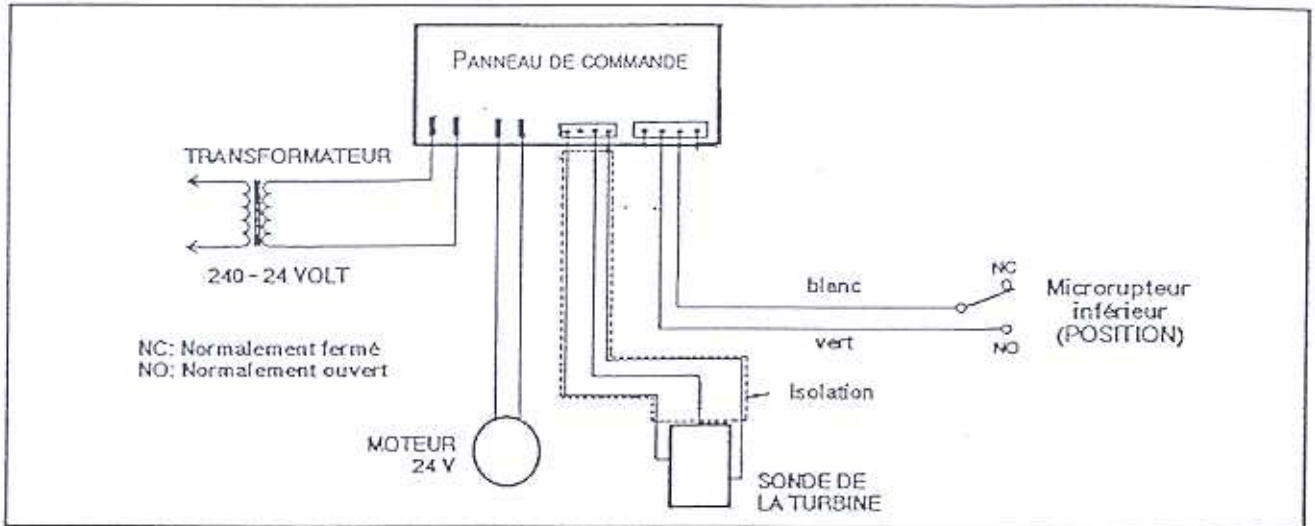 PANNEAU DE COMMANDE
TRANSFORMATEUR
240 - 24 VOLT
NC: Normalement fermé
NO: Normalement ouvert
MOTEUR
24 V
blanc
vert
NC
NO
Microrupteur
inférieur
(POSITION)
Isolation
SONDE DE
LA TURBINE